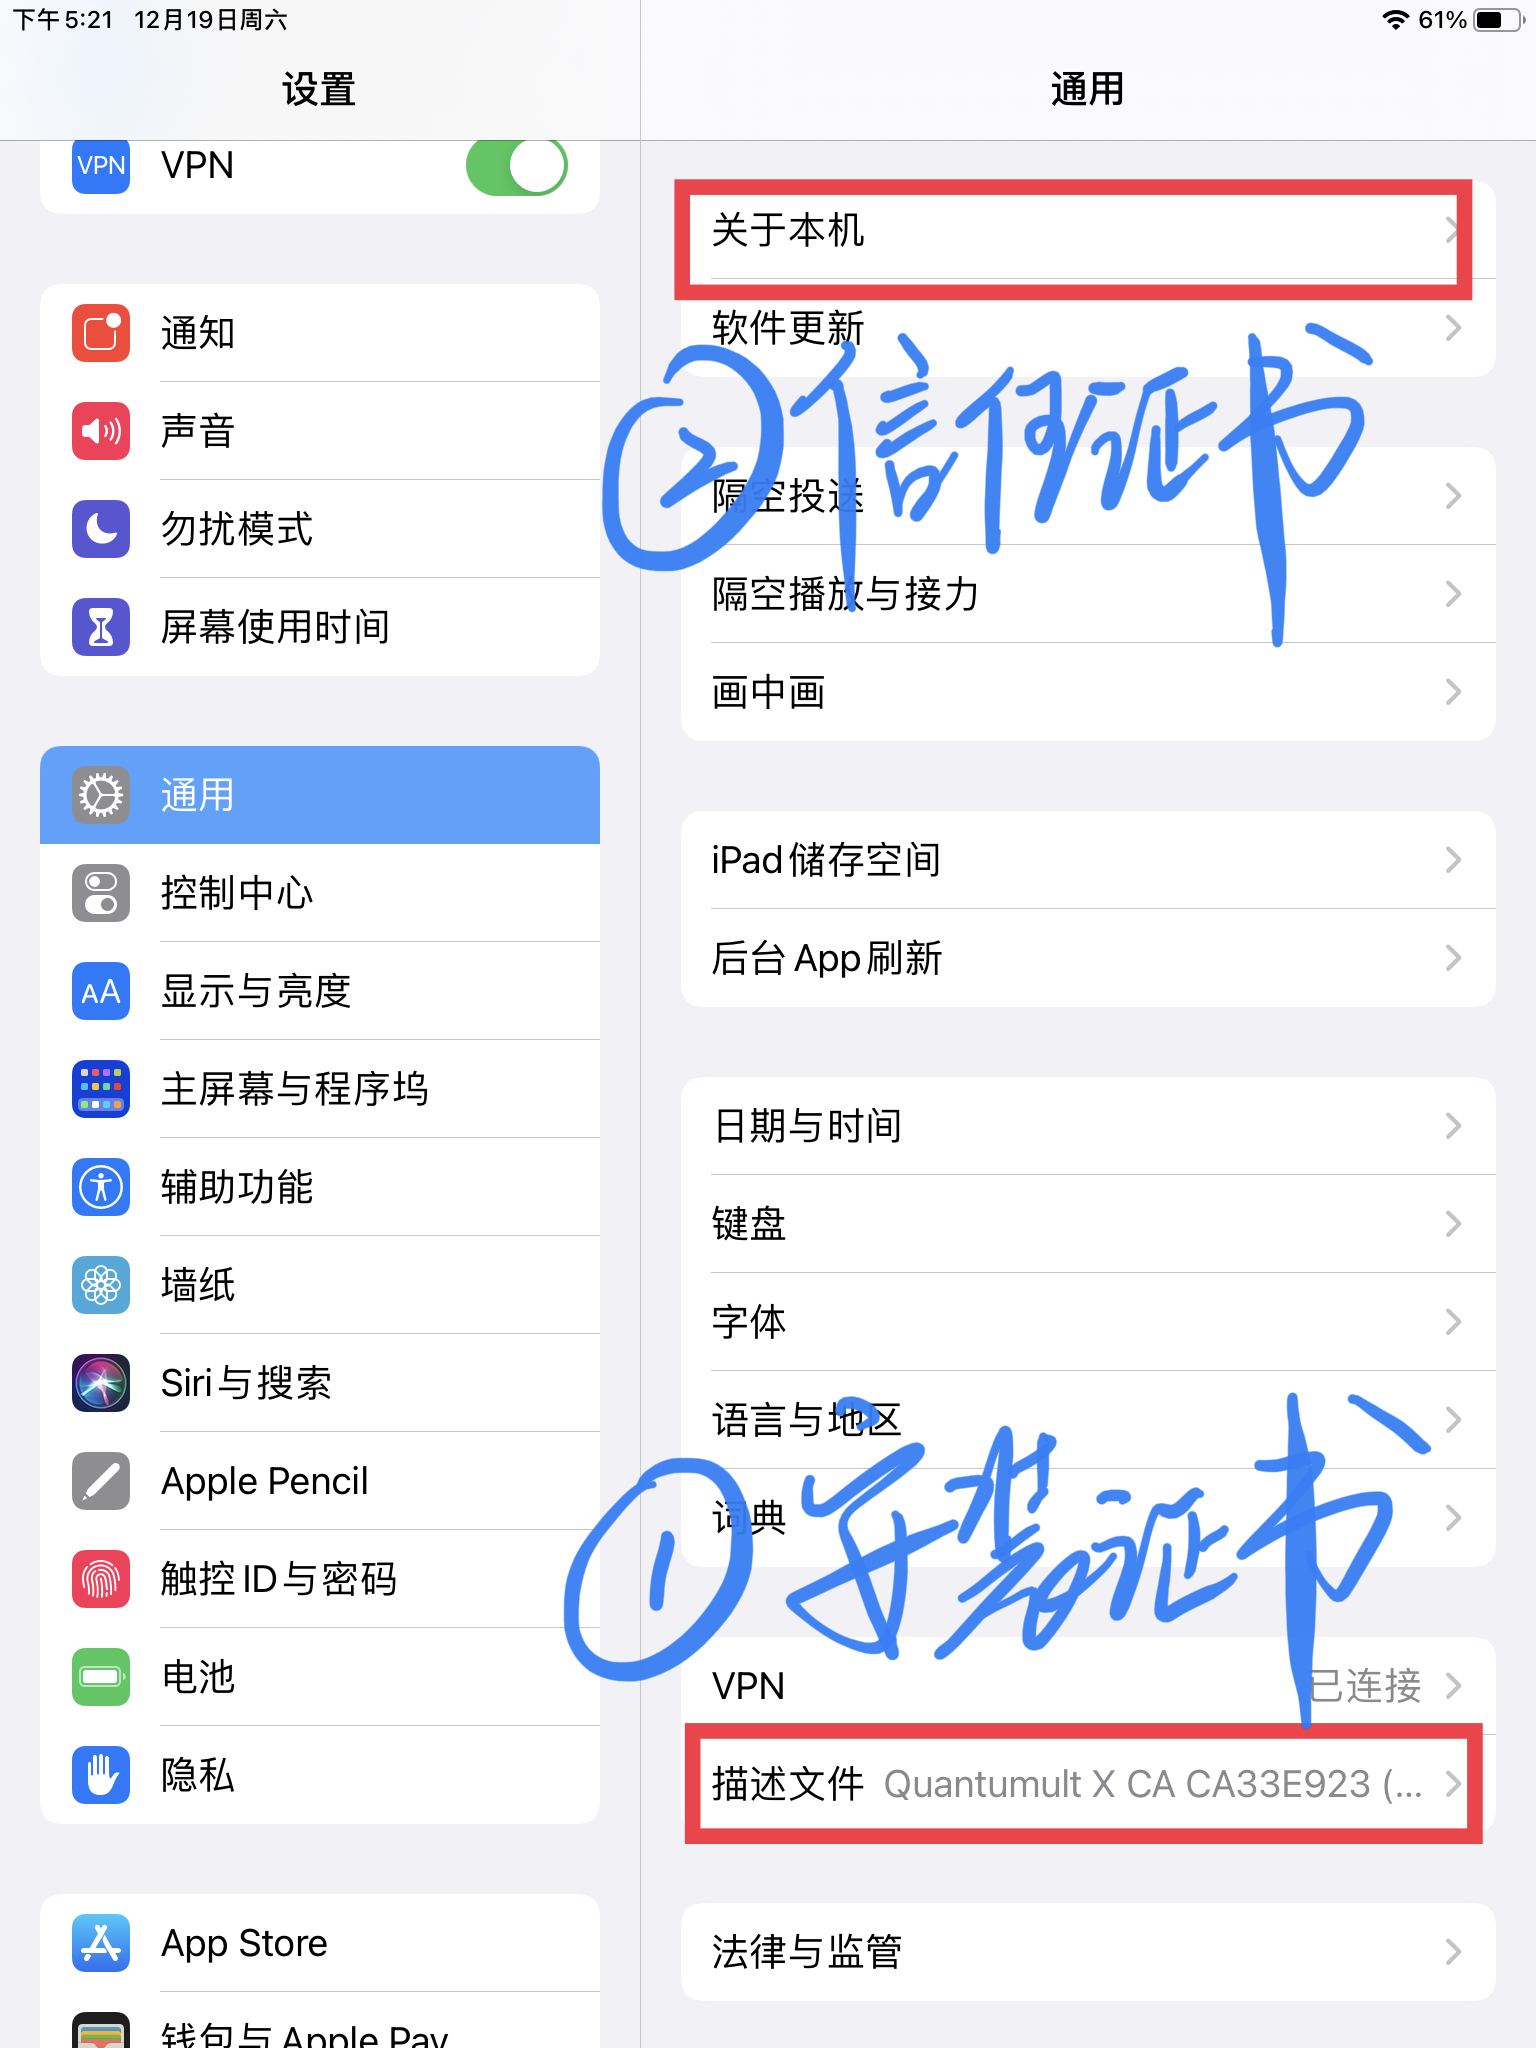 下午5:21 12月19日周六
61%
设置
VPN
VPN
通知
声音
勿扰模式
屏幕使用时间
通用
控制中心
AA
显示与亮度
主屏幕与程序坞
辅助功能
墙纸
Siri与搜索
Apple Pencil
触控ID与密码
电池
隐私
App Store
钱包与Apple Pay
通用
关于本机
软件更新
②信任证书
隔空投送
隔空播放与接力
画中画
iPad储存空间
后台App刷新
日期与时间
键盘
字体
语言与地区
词典
①安装证书
VPN 已连接
描述文件 Quantumult X CA CA33E923 (...
法律与监管